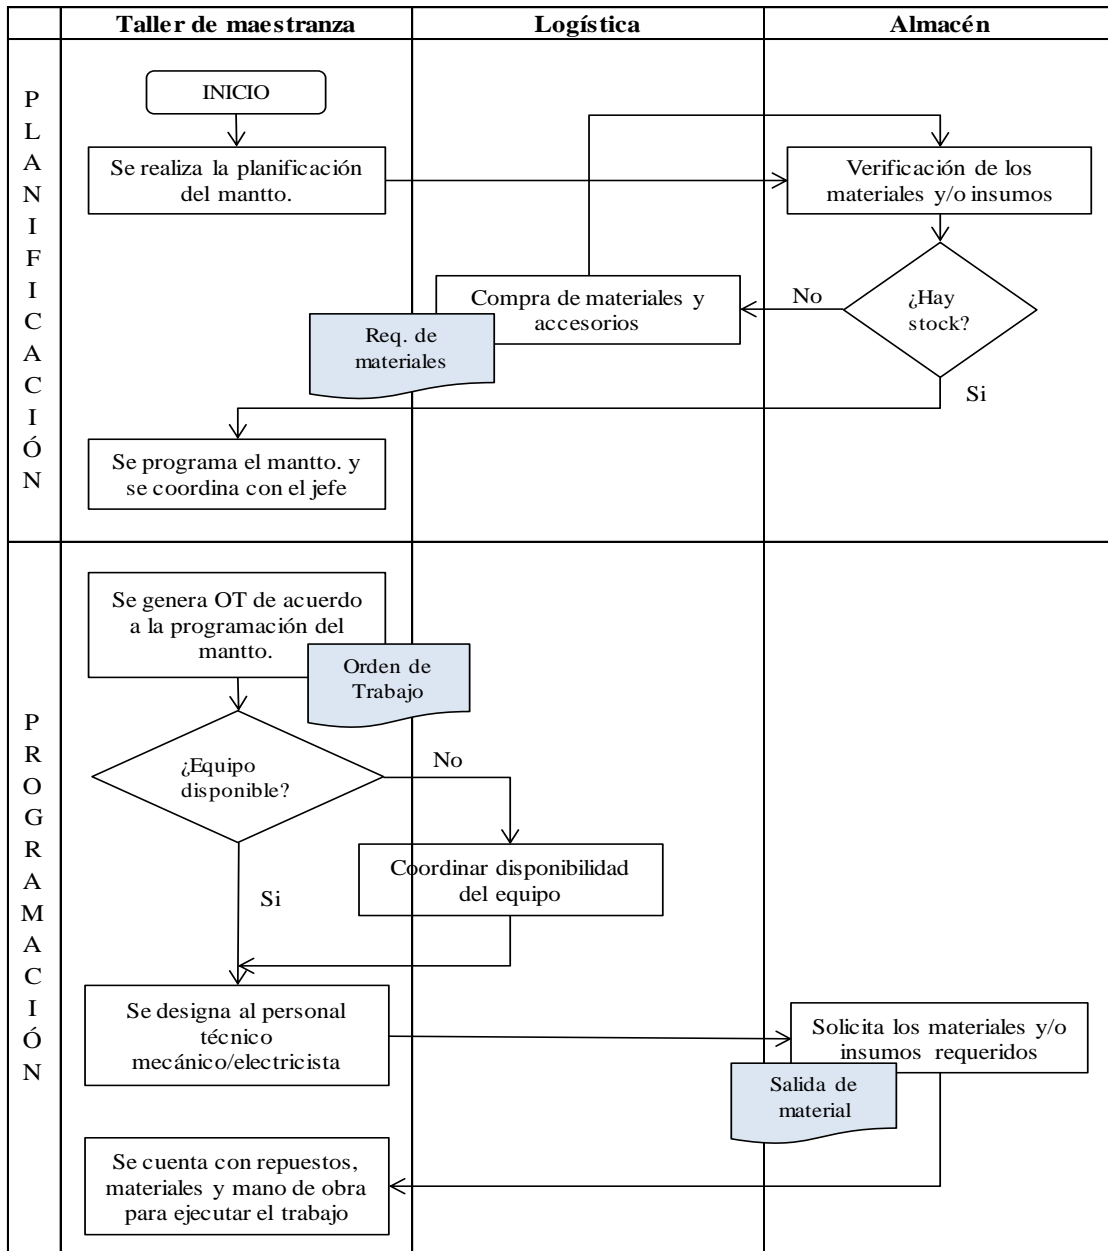 Taller de maestranza
Logística
Almacén
PLANIFICACIÓN
INICIO
Se realiza la planificación
del mantto.
Verificación de los
materiales y/o insumos
¿Hay
stock?
No
Si
Compra de materiales y
accesorios
Req. de
materiales
Se programa el mantto. y
se coordina con el jefe
PROGRAMACIÓN
Se genera OT de acuerdo
a la programación del
mantto.
Orden de
Trabajo
¿Equipo
disponible?
No
Si
Coordinar disponibilidad
del equipo
Se designa al personal
técnico
mecánico/electricista
Solicita los materiales y/o
insumos requeridos
Salida de
material
Se cuenta con repuestos,
materiales y mano de obra
para ejecutar el trabajo